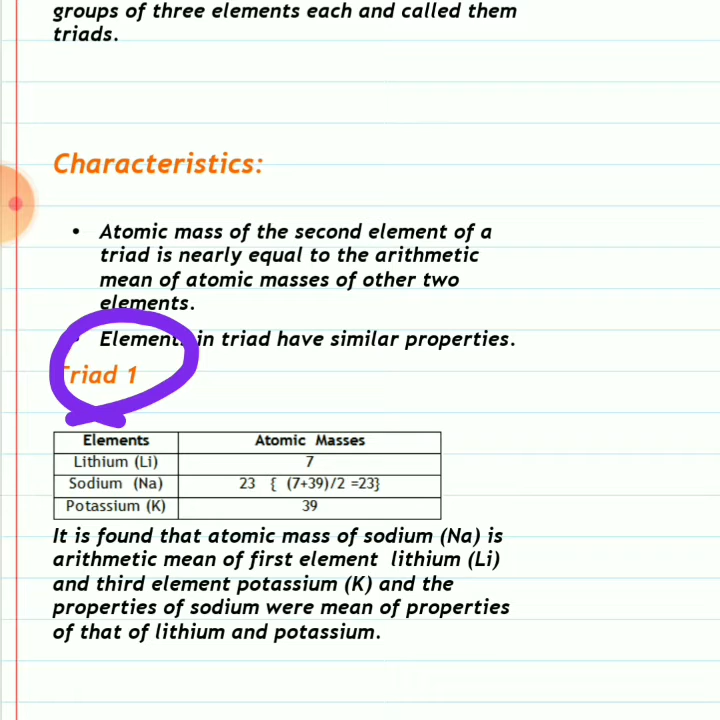 groups of three elements each and called them
triads.
Characteristics:
• Atomic mass of the second element of a
triad is nearly equal to the arithmetic
mean of atomic masses of other two
elements.
Elements in triad have similar properties.
Triad 1
Elements Atomic Masses
Lithium (Li) 7
Sodium (Na) 23 { (7+39)/2 =23}
Potassium (K) 39
It is found that atomic mass of sodium (Na) is
arithmetic mean of first element lithium (Li)
and third element potassium (K) and the
properties of sodium were mean of properties
of that of lithium and potassium.